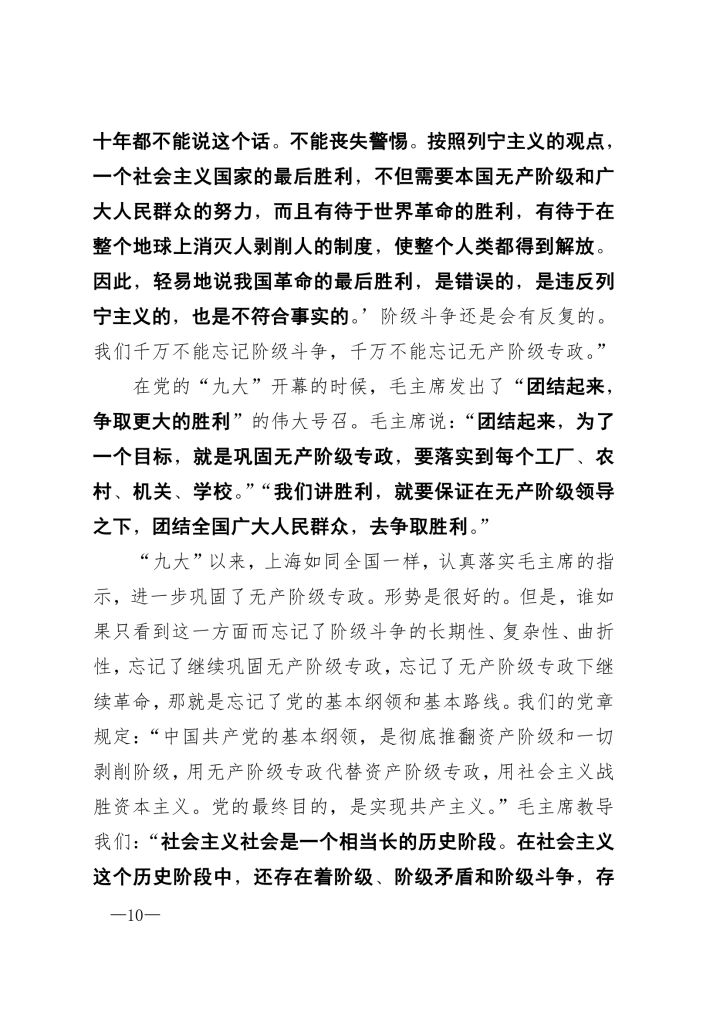 十年都不能说这个话。不能丧失警惕。按照列宁主义的观点，
一个社会主义国家的最后胜利，不但需要本国无产阶级和广
大人民群众的努力，而且有待于世界革命的胜利，有待于在
整个地球上消灭人剥削人的制度，使整个人类都得到解放。
因此，轻易地说我国革命的最后胜利，是错误的，是违反列
宁主义的，也是不符合事实的。’阶级斗争还是会有反复的。
我们千万不能忘记阶级斗争，千万不能忘记无产阶级专政。”
在党的“九大”开幕的时候，毛主席发出了“团结起来，
争取更大的胜利”的伟大号召。毛主席说：“团结起来，为了
一个目标，就是巩固无产阶级专政，要落实到每个工厂、农
村、机关、学校。”“我们讲胜利，就要保证在无产阶级领导
之下，团结全国广大人民群众，去争取胜利。”
“九大”以来，上海如同全国一样，认真落实毛主席的指
示，进一步巩固了无产阶级专政。形势是很好的。但是，谁如
果只看到这一方面而忘记了阶级斗争的长期性、复杂性、曲折
性，忘记了继续巩固无产阶级专政，忘记了无产阶级专政下继
续革命，那就是忘记了党的基本纲领和基本路线。我们的党章
规定：“中国共产党的基本纲领，是彻底推翻资产阶级和一切
剥削阶级，用无产阶级专政代替资产阶级专政，用社会主义战
胜资本主义。党的最终目的，是实现共产主义。”毛主席教导
我们：“社会主义社会是一个相当长的历史阶段。在社会主义
这个历史阶段中，还存在着阶级、阶级矛盾和阶级斗争，存
—10—